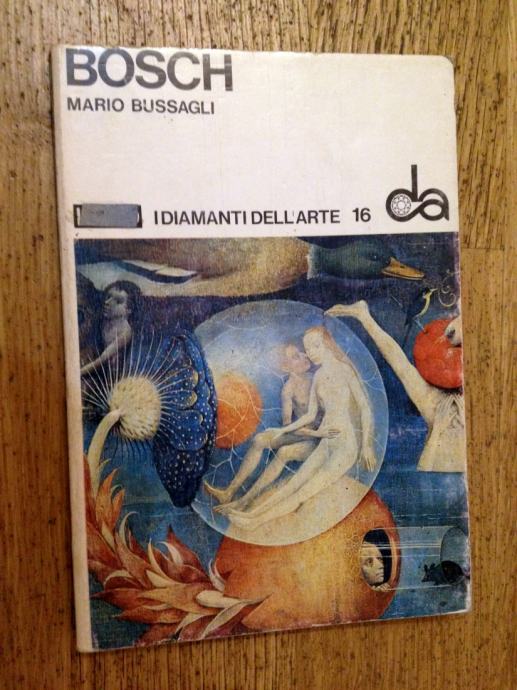 BOSCH
MARIO BUSSAGLI
I DIAMANTI DELL'ARTE 16
da